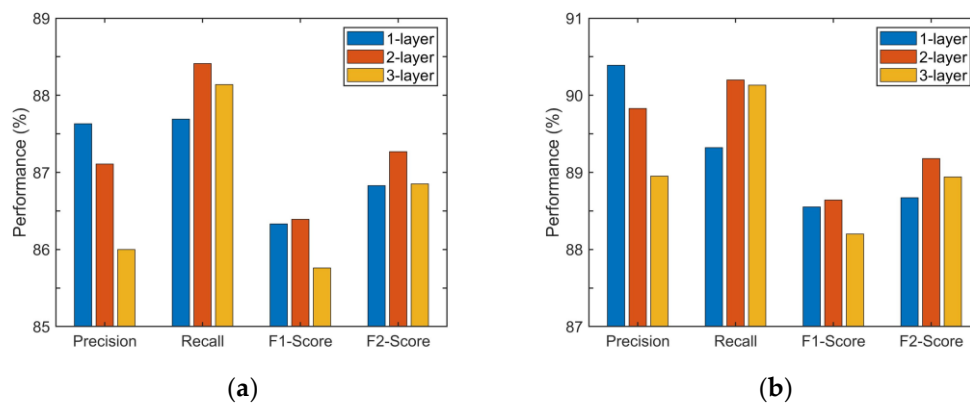 89
88
87
86
85
Performance (%)
1-layer
2-layer
3-layer
Precision Recall F1-Score F2-Score
(a)
91
90
89
88
87
Performance (%)
1-layer
2-layer
3-layer
Precision Recall F1-Score F2-Score
(b)